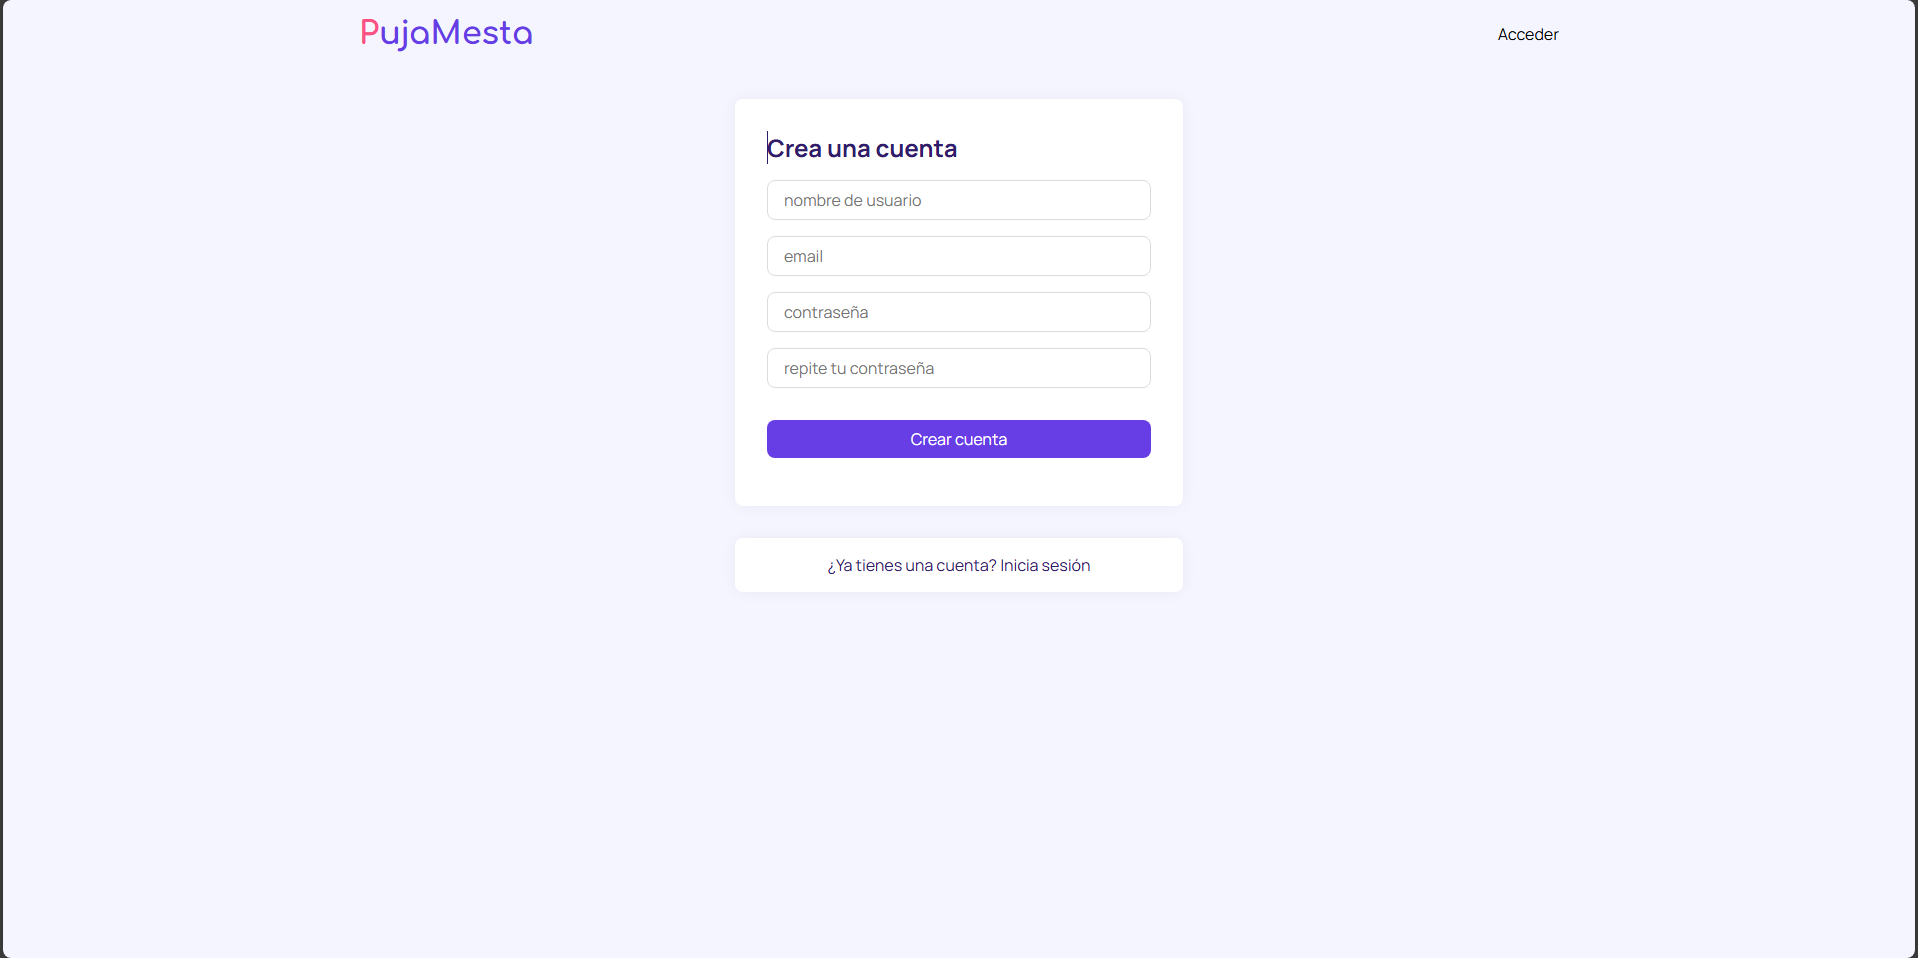 PujaMesta
Acceder
Crea una cuenta
nombre de usuario
email
contraseña
repite tu contraseña
Crear cuenta
¿Ya tienes una cuenta? Inicia sesión